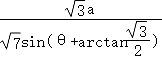 √3a
√7sin(θ+arctan√3/2)